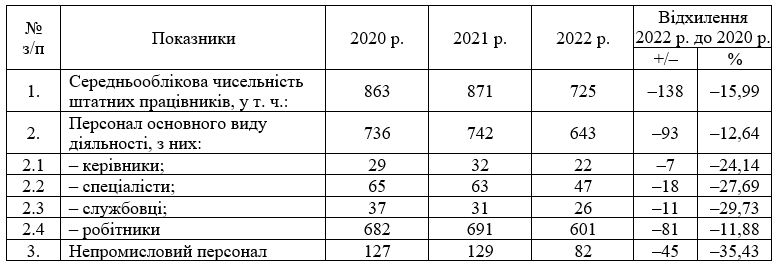 № з/п Показники 2020 р. 2021 р. 2022 р. Відхилення 2022 р. до 2020 р.
+/– %
1. Середньооблікова чисельність штатних працівників, у т. ч.: 863 871 725 –138 –15,99
2. Персонал основного виду діяльності, з них: 736 742 643 –93 –12,64
2.1 – керівники; 29 32 22 –7 –24,14
2.2 – спеціалісти; 65 63 47 –18 –27,69
2.3 – службовці; 37 31 26 –11 –29,73
2.4 – робітники 682 691 601 –81 –11,88
3. Непромисловий персонал 127 129 82 –45 –35,43